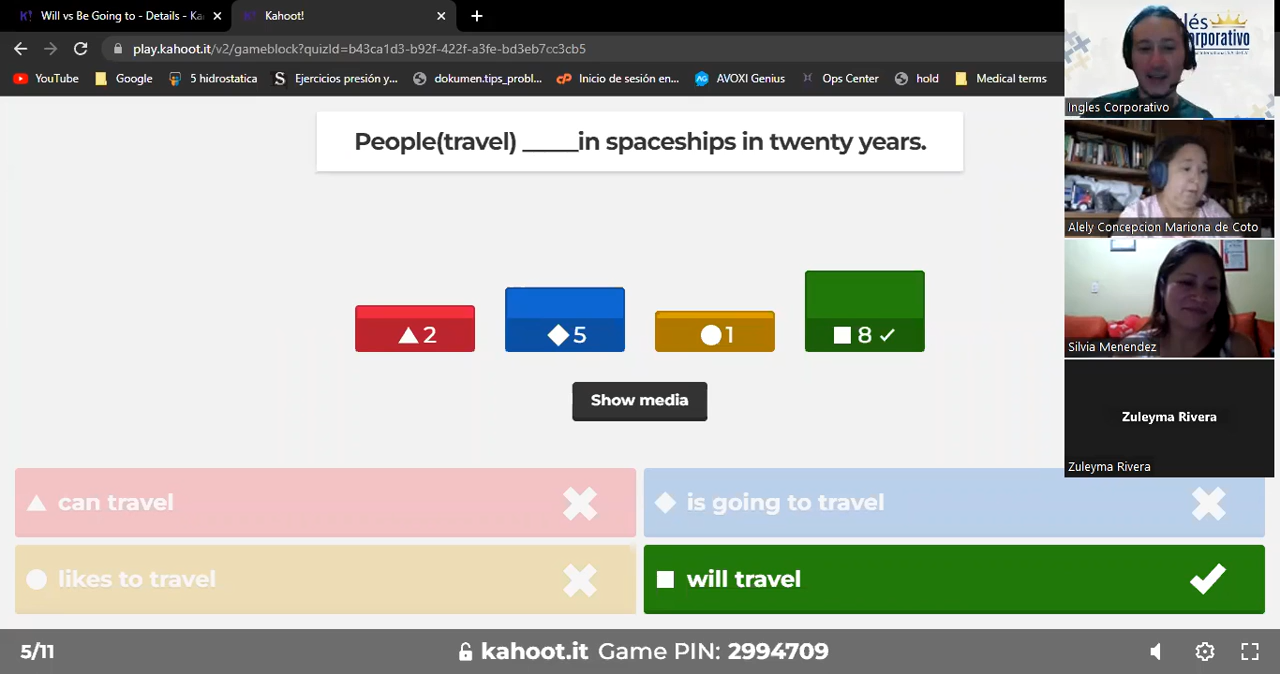 Will vs Be Going to - Details - Ka
Kahoot!
play.kahoot.it/v2/gameblock?quizId=b43ca1d3-b92f-422f-a3fe-bd3eb7cc3cb5
YouTube
Google
5 hidrostatica
Ejercicios presión y...
dokumen.tips_probl...
Inicio de sesión en...
AVOXI Genius
Ops Center
hold
Medical terms
glés
orporativo
Ingles Corporativo
People(travel) _____in spaceships in twenty years.
Alely Concepcion Mariona de Coto
2
5
1
8
Silvia Menendez
Show media
Zuleyma Rivera
Zuleyma Rivera
can travel
is going to travel
likes to travel
will travel
5/11
kahoot.it Game PIN: 2994709